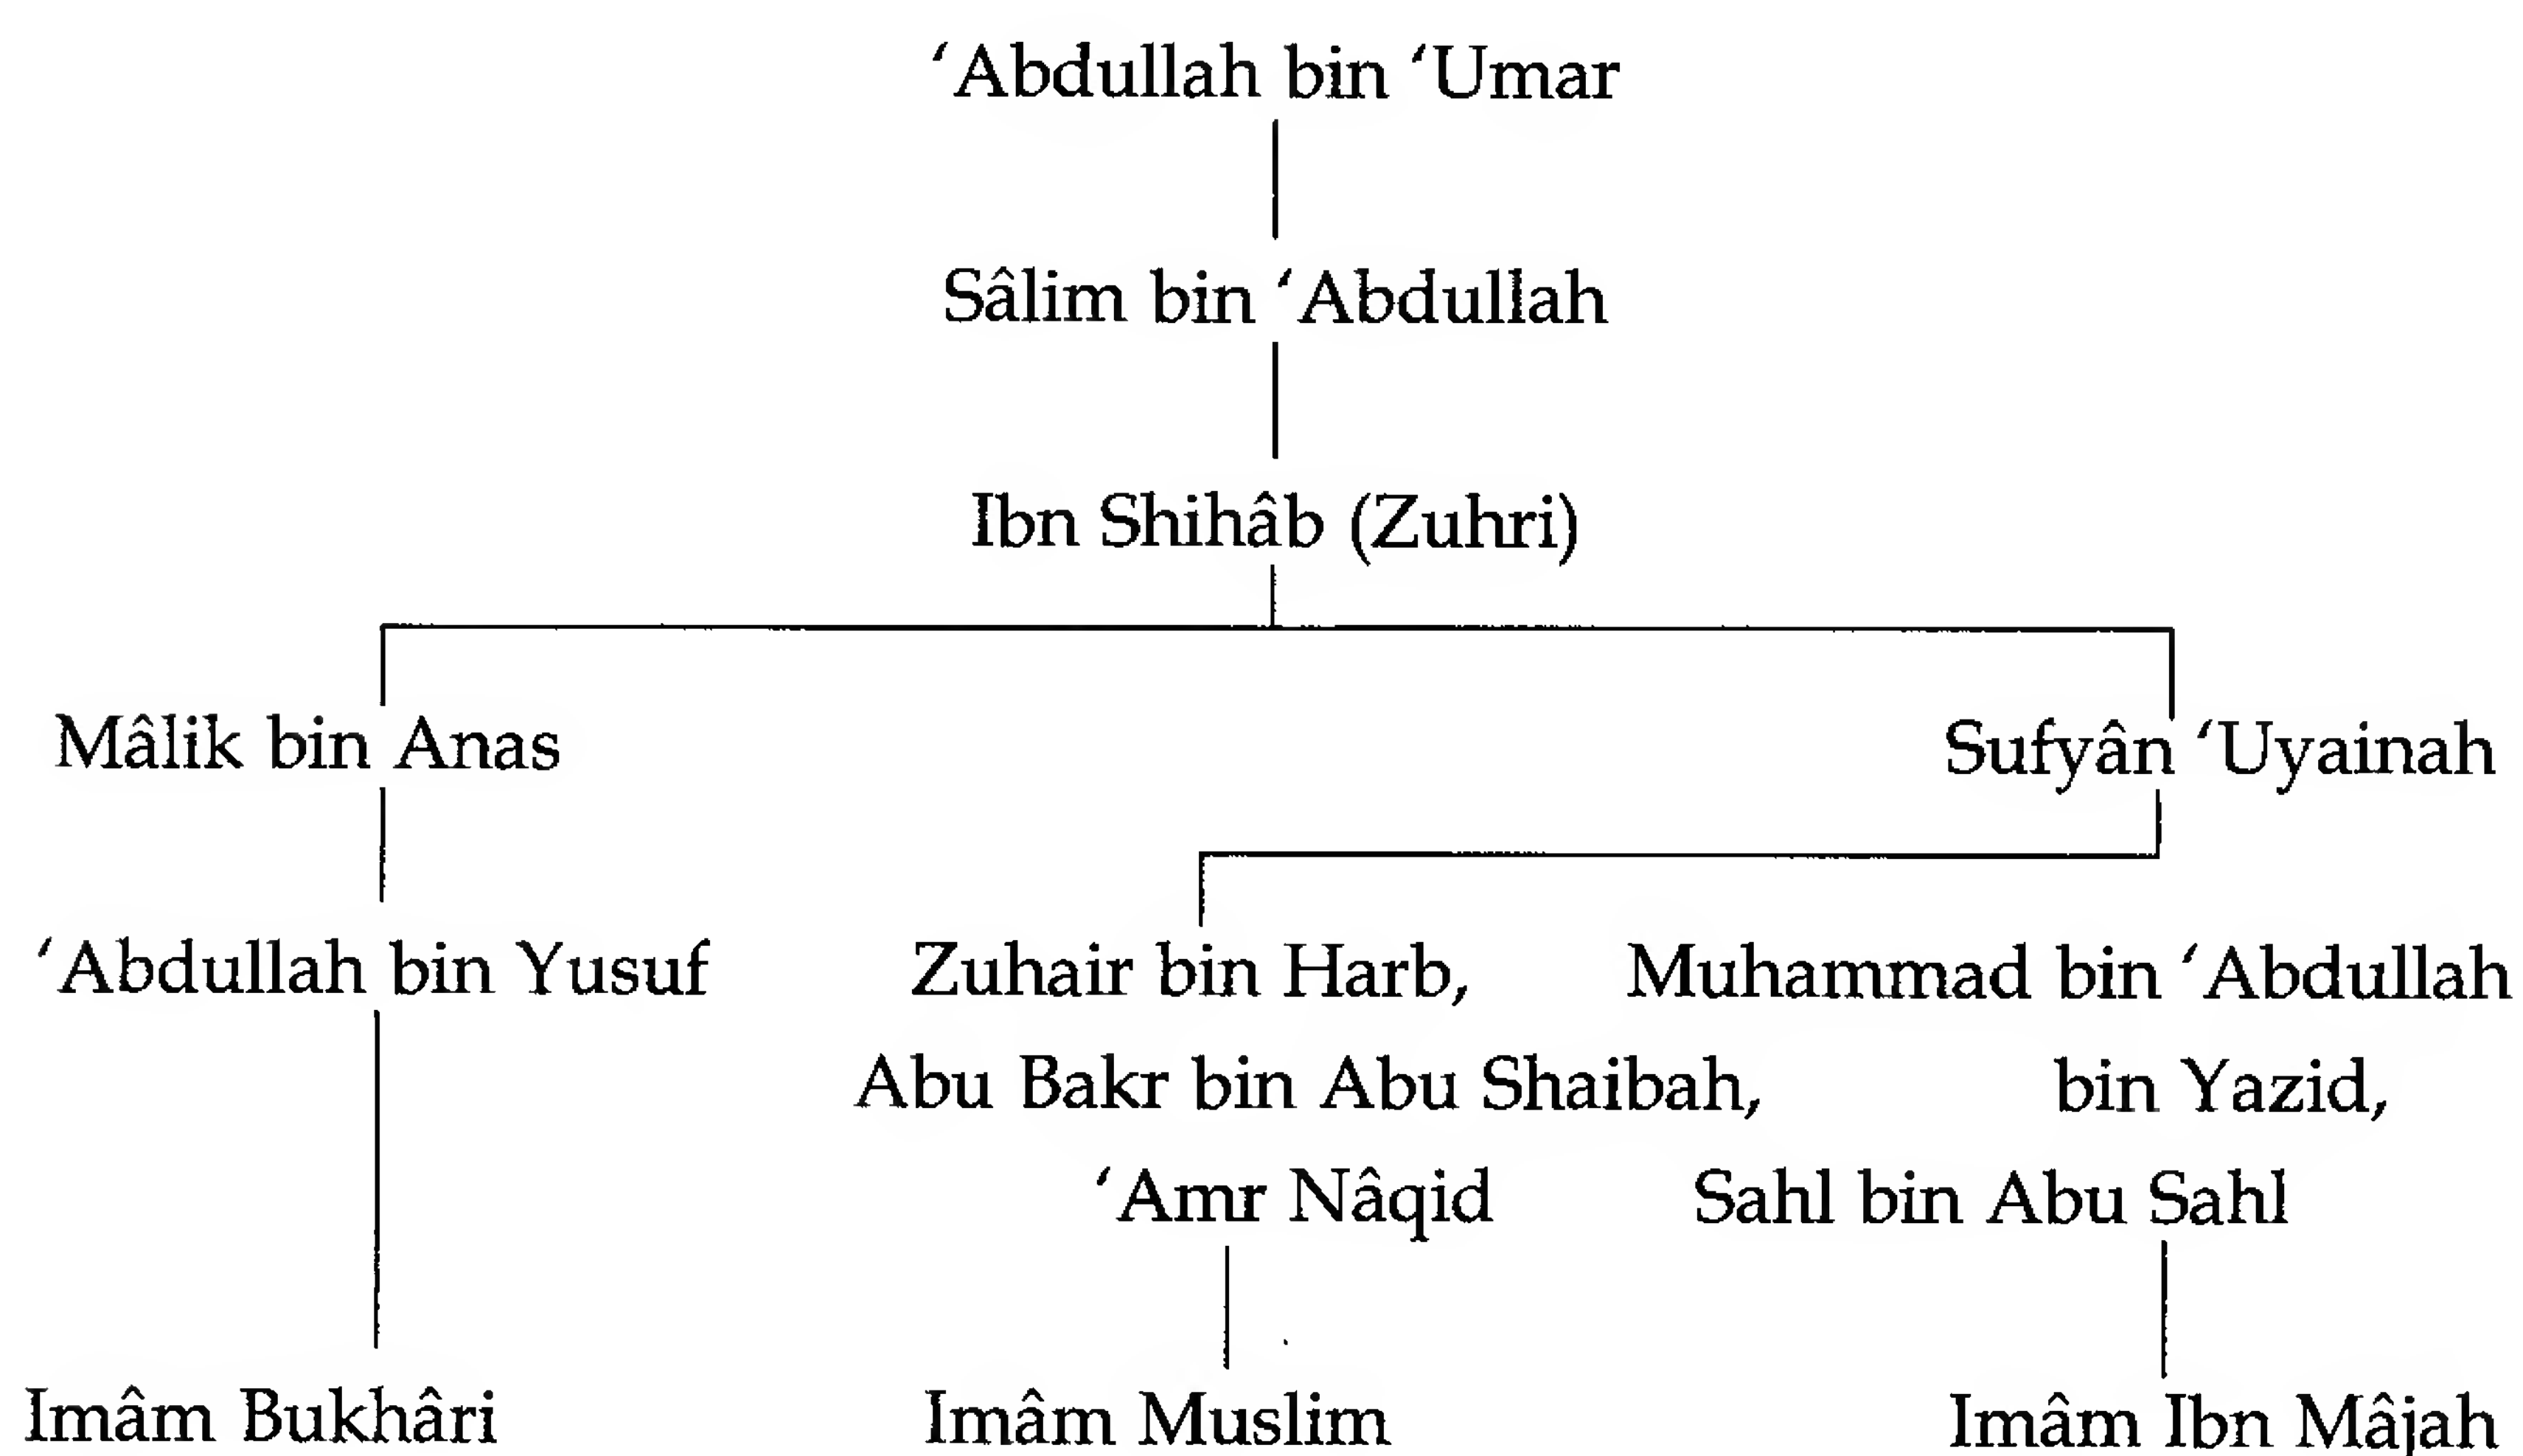 ‘Abdullah bin ‘Umar
Sâlim bin ‘Abdullah
Ibn Shihâb (Zuhri)
Mâlik bin Anas
Sufyân ‘Uyainah
‘Abdullah bin Yusuf
Zuhair bin Harb,
Abu Bakr bin Abu Shaibah,
‘Amr Nâqid
Muhammad bin ‘Abdullah
bin Yazid,
Sahl bin Abu Sahl
Imâm Bukhâri
Imâm Muslim
Imâm Ibn Mâjah